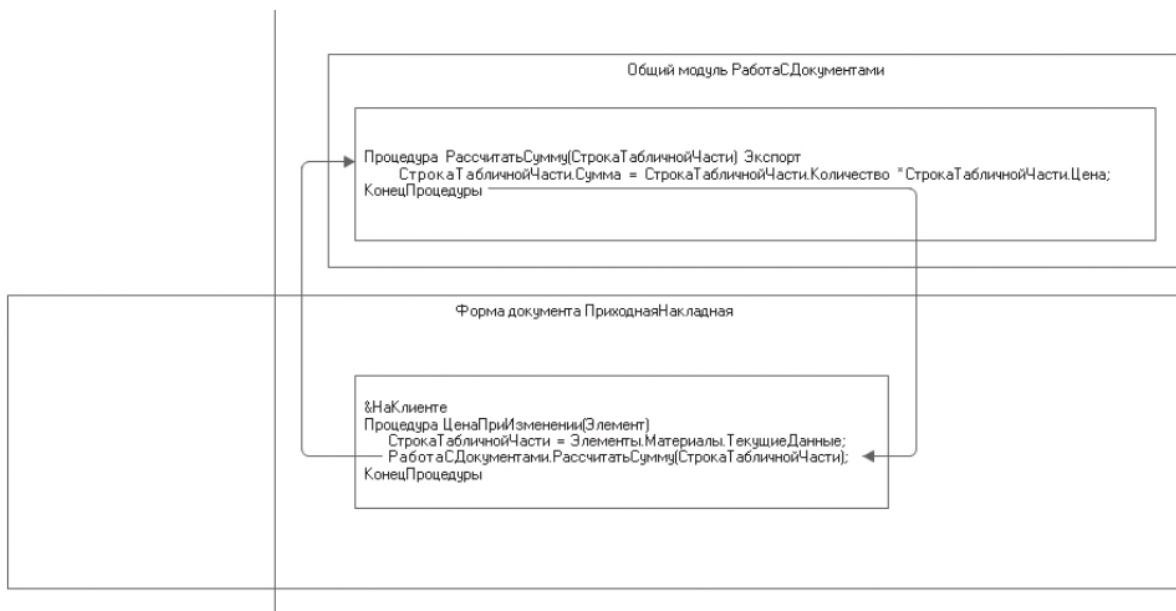 Общий модуль РаботаСДокументами
Процедура РассчитатьСумму(СтрокаТабличнойЧасти) Экспорт
СтрокаТабличнойЧасти.Сумма = СтрокаТабличнойЧасти.Количество * СтрокаТабличнойЧасти.Цена;
КонецПроцедуры
Форма документа ПриходнаяНакладная
&НаКлиенте
Процедура ЦенаПриИзменении(Элемент)
СтрокаТабличнойЧасти = Элементы.Материалы.ТекущиеДанные;
РаботаСДокументами.РассчитатьСумму(СтрокаТабличнойЧасти);
КонецПроцедуры